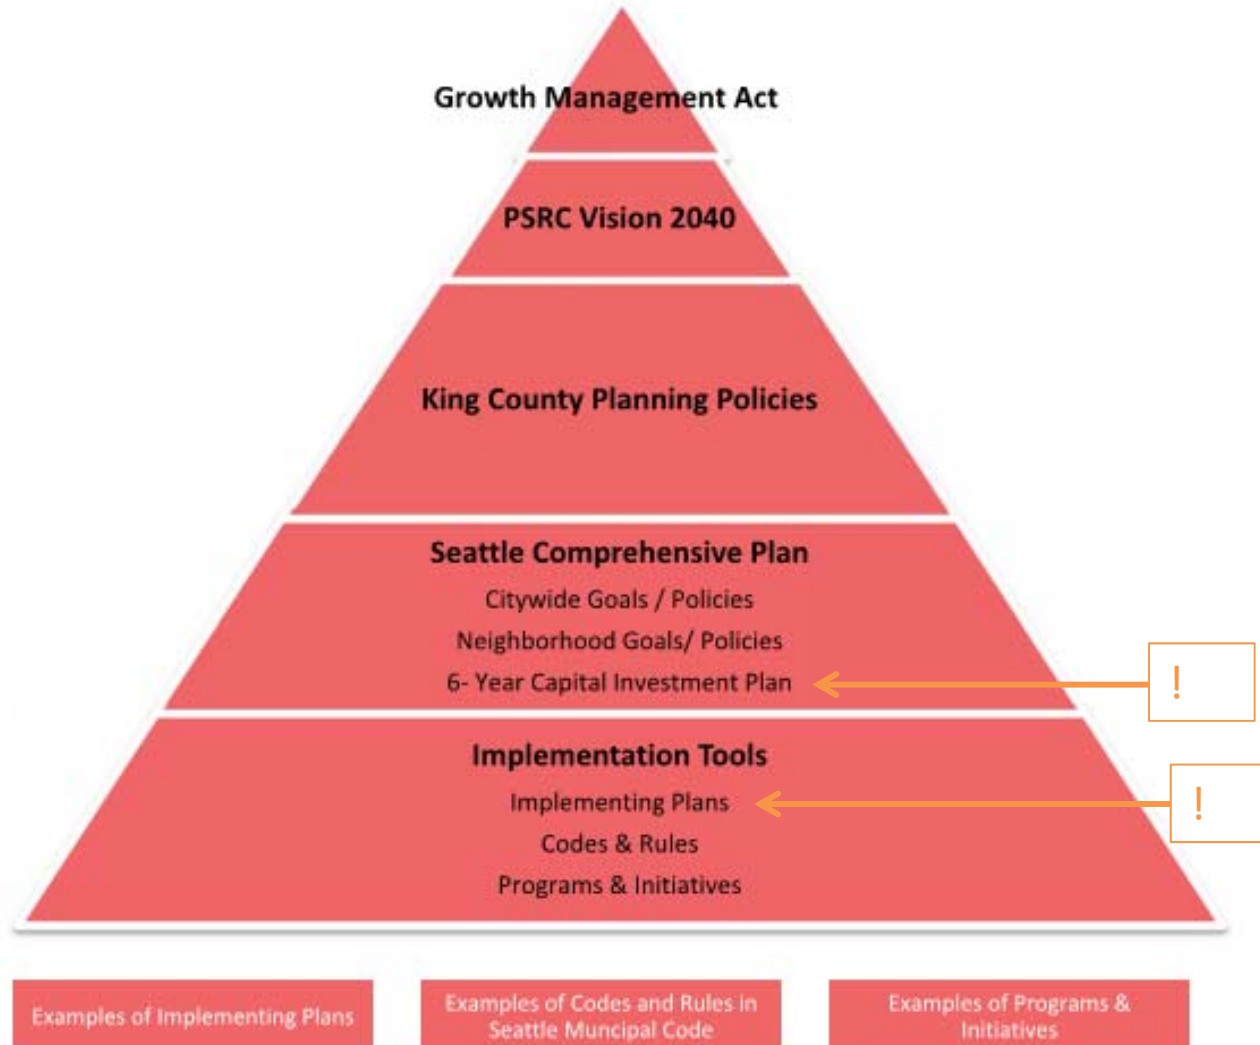 Growth Management Act
PSRC Vision 2040
King County Planning Policies
Seattle Comprehensive Plan
Citywide Goals / Policies
Neighborhood Goals/ Policies
6- Year Capital Investment Plan
!
Implementation Tools
Implementing Plans
!
Codes & Rules
Programs & Initiatives
Examples of Implementing Plans
Examples of Codes and Rules in
Seattle Muncipal Code
Examples of Programs &
Initiatives